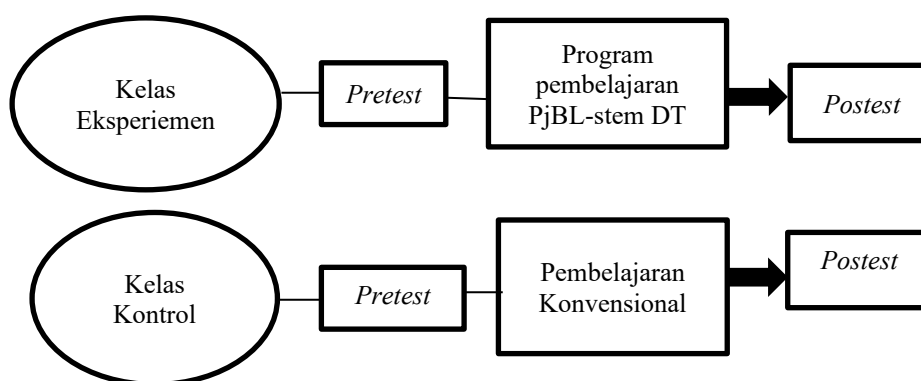 Kelas
Eksperiemen
Pretest
Program
pembelajaran
PjBL-stem DT
Postest
Kelas
Kontrol
Pretest
Pembelajaran
Konvensional
Postest